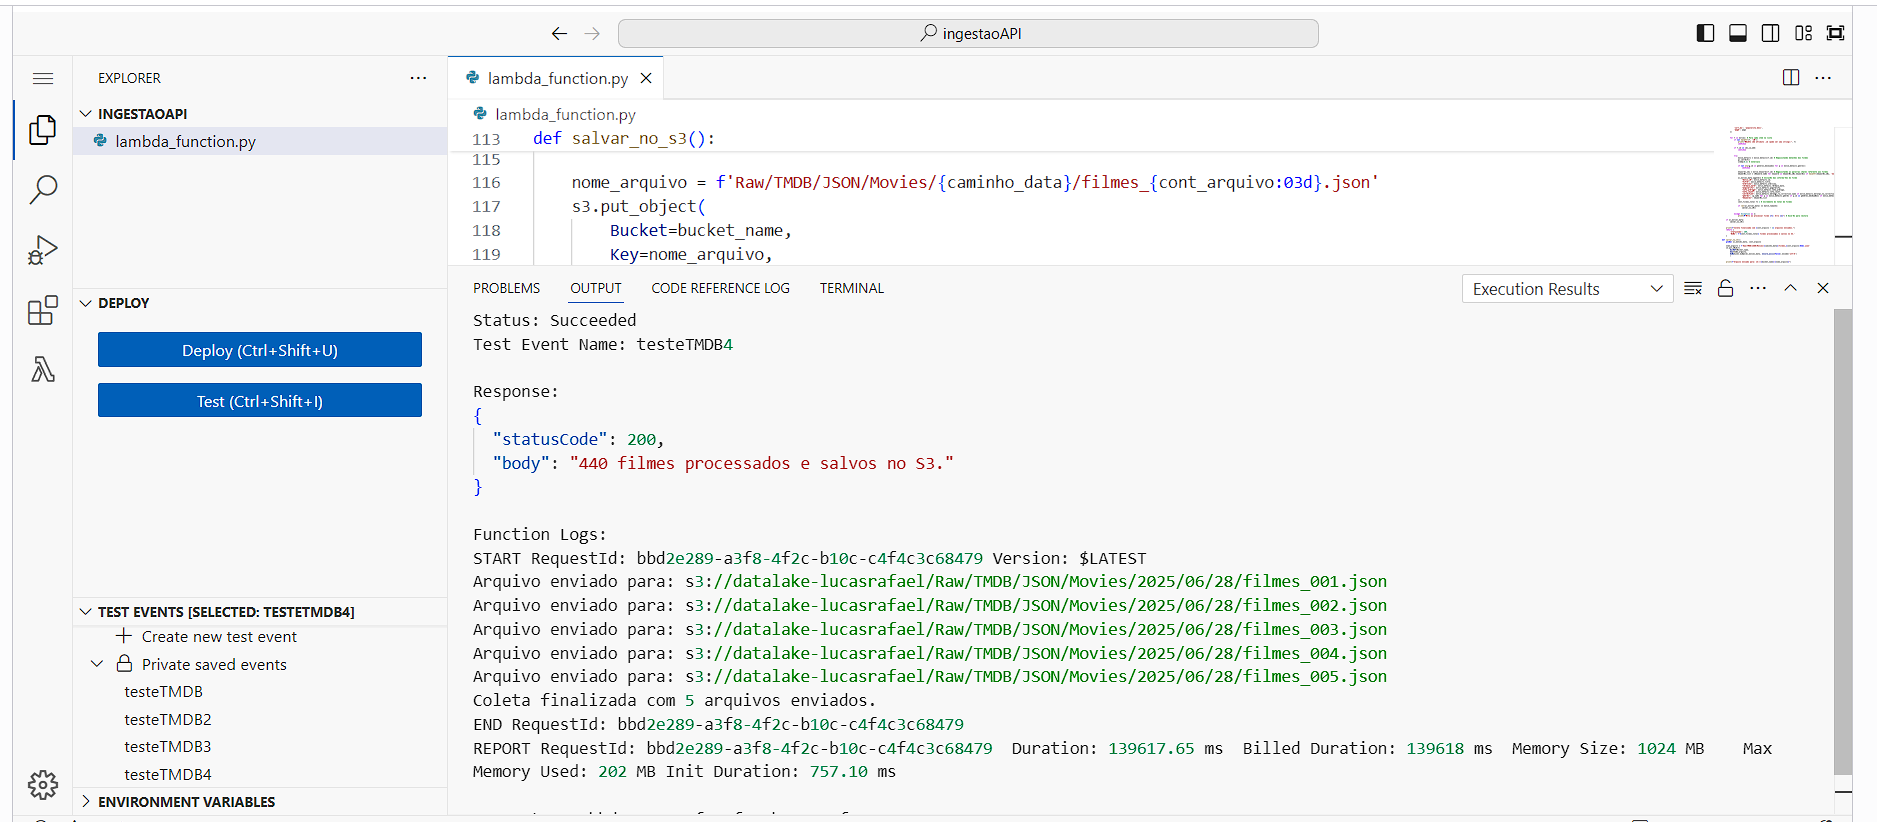 ingestaoAPI
EXPLORER
INGESTAOAPI
lambda_function.py
DEPLOY
Deploy (Ctrl+Shift+U)
Test (Ctrl+Shift+I)
TEST EVENTS [SELECTED: TESTETMDB4]
Create new test event
Private saved events
testeTMDB
testeTMDB2
testeTMDB3
testeTMDB4
ENVIRONMENT VARIABLES
lambda_function.py
lambda_function.py
113 def salvar_no_s3():
115
116 nome_arquivo = f'Raw/TMDB/JSON/Movies/{caminho_data}/filmes_{cont_arquivo:03d}.json'
117 s3.put_object(
118 Bucket=bucket_name,
119 Key=nome_arquivo,
PROBLEMS OUTPUT CODE REFERENCE LOG TERMINAL
Execution Results
Status: Succeeded
Test Event Name: testeTMDB4
Response:
{
"statusCode": 200,
"body": "440 filmes processados e salvos no S3."
}
Function Logs:
START RequestId: bbd2e289-a3f8-4f2c-b10c-c4f4c3c68479 Version: $LATEST
Arquivo enviado para: s3://datalake-lucasrafael/Raw/TMDB/JSON/Movies/2025/06/28/filmes_001.json
Arquivo enviado para: s3://datalake-lucasrafael/Raw/TMDB/JSON/Movies/2025/06/28/filmes_002.json
Arquivo enviado para: s3://datalake-lucasrafael/Raw/TMDB/JSON/Movies/2025/06/28/filmes_003.json
Arquivo enviado para: s3://datalake-lucasrafael/Raw/TMDB/JSON/Movies/2025/06/28/filmes_004.json
Arquivo enviado para: s3://datalake-lucasrafael/Raw/TMDB/JSON/Movies/2025/06/28/filmes_005.json
Coleta finalizada com 5 arquivos enviados.
END RequestId: bbd2e289-a3f8-4f2c-b10c-c4f4c3c68479
REPORT RequestId: bbd2e289-a3f8-4f2c-b10c-c4f4c3c68479 Duration: 139617.65 ms Billed Duration: 139618 ms Memory Size: 1024 MB Max
Memory Used: 202 MB Init Duration: 757.10 ms